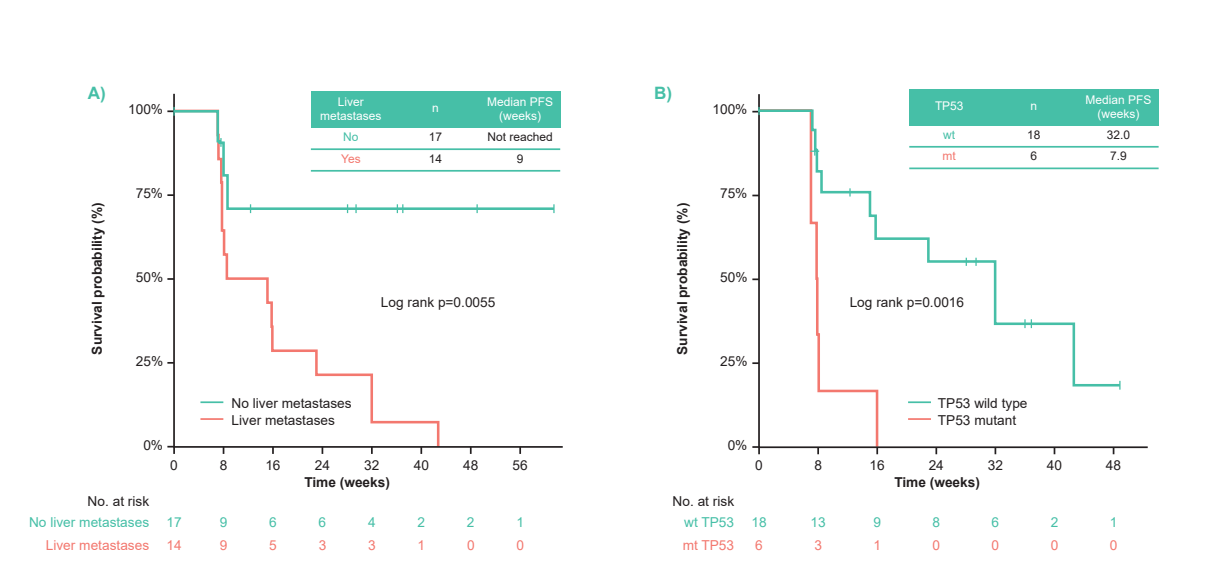 A)
Liver metastases n Median PFS (weeks)
No 17 Not reached
Yes 14 9
100%
75%
50%
25%
0%
Survival probability (%)
Log rank p=0.0055
No liver metastases
Liver metastases
0 8 16 24 32 40 48 56
Time (weeks)
No. at risk
No liver metastases 17 9 6 6 4 2 2 1
Liver metastases 14 9 5 3 3 1 0 0
B)
TP53 n Median PFS (weeks)
wt 18 32.0
mt 6 7.9
100%
75%
50%
25%
0%
Survival probability (%)
Log rank p=0.0016
TP53 wild type
TP53 mutant
0 8 16 24 32 40 48
Time (weeks)
No. at risk
wt TP53 18 13 9 8 6 2 1
mt TP53 6 3 1 0 0 0 0